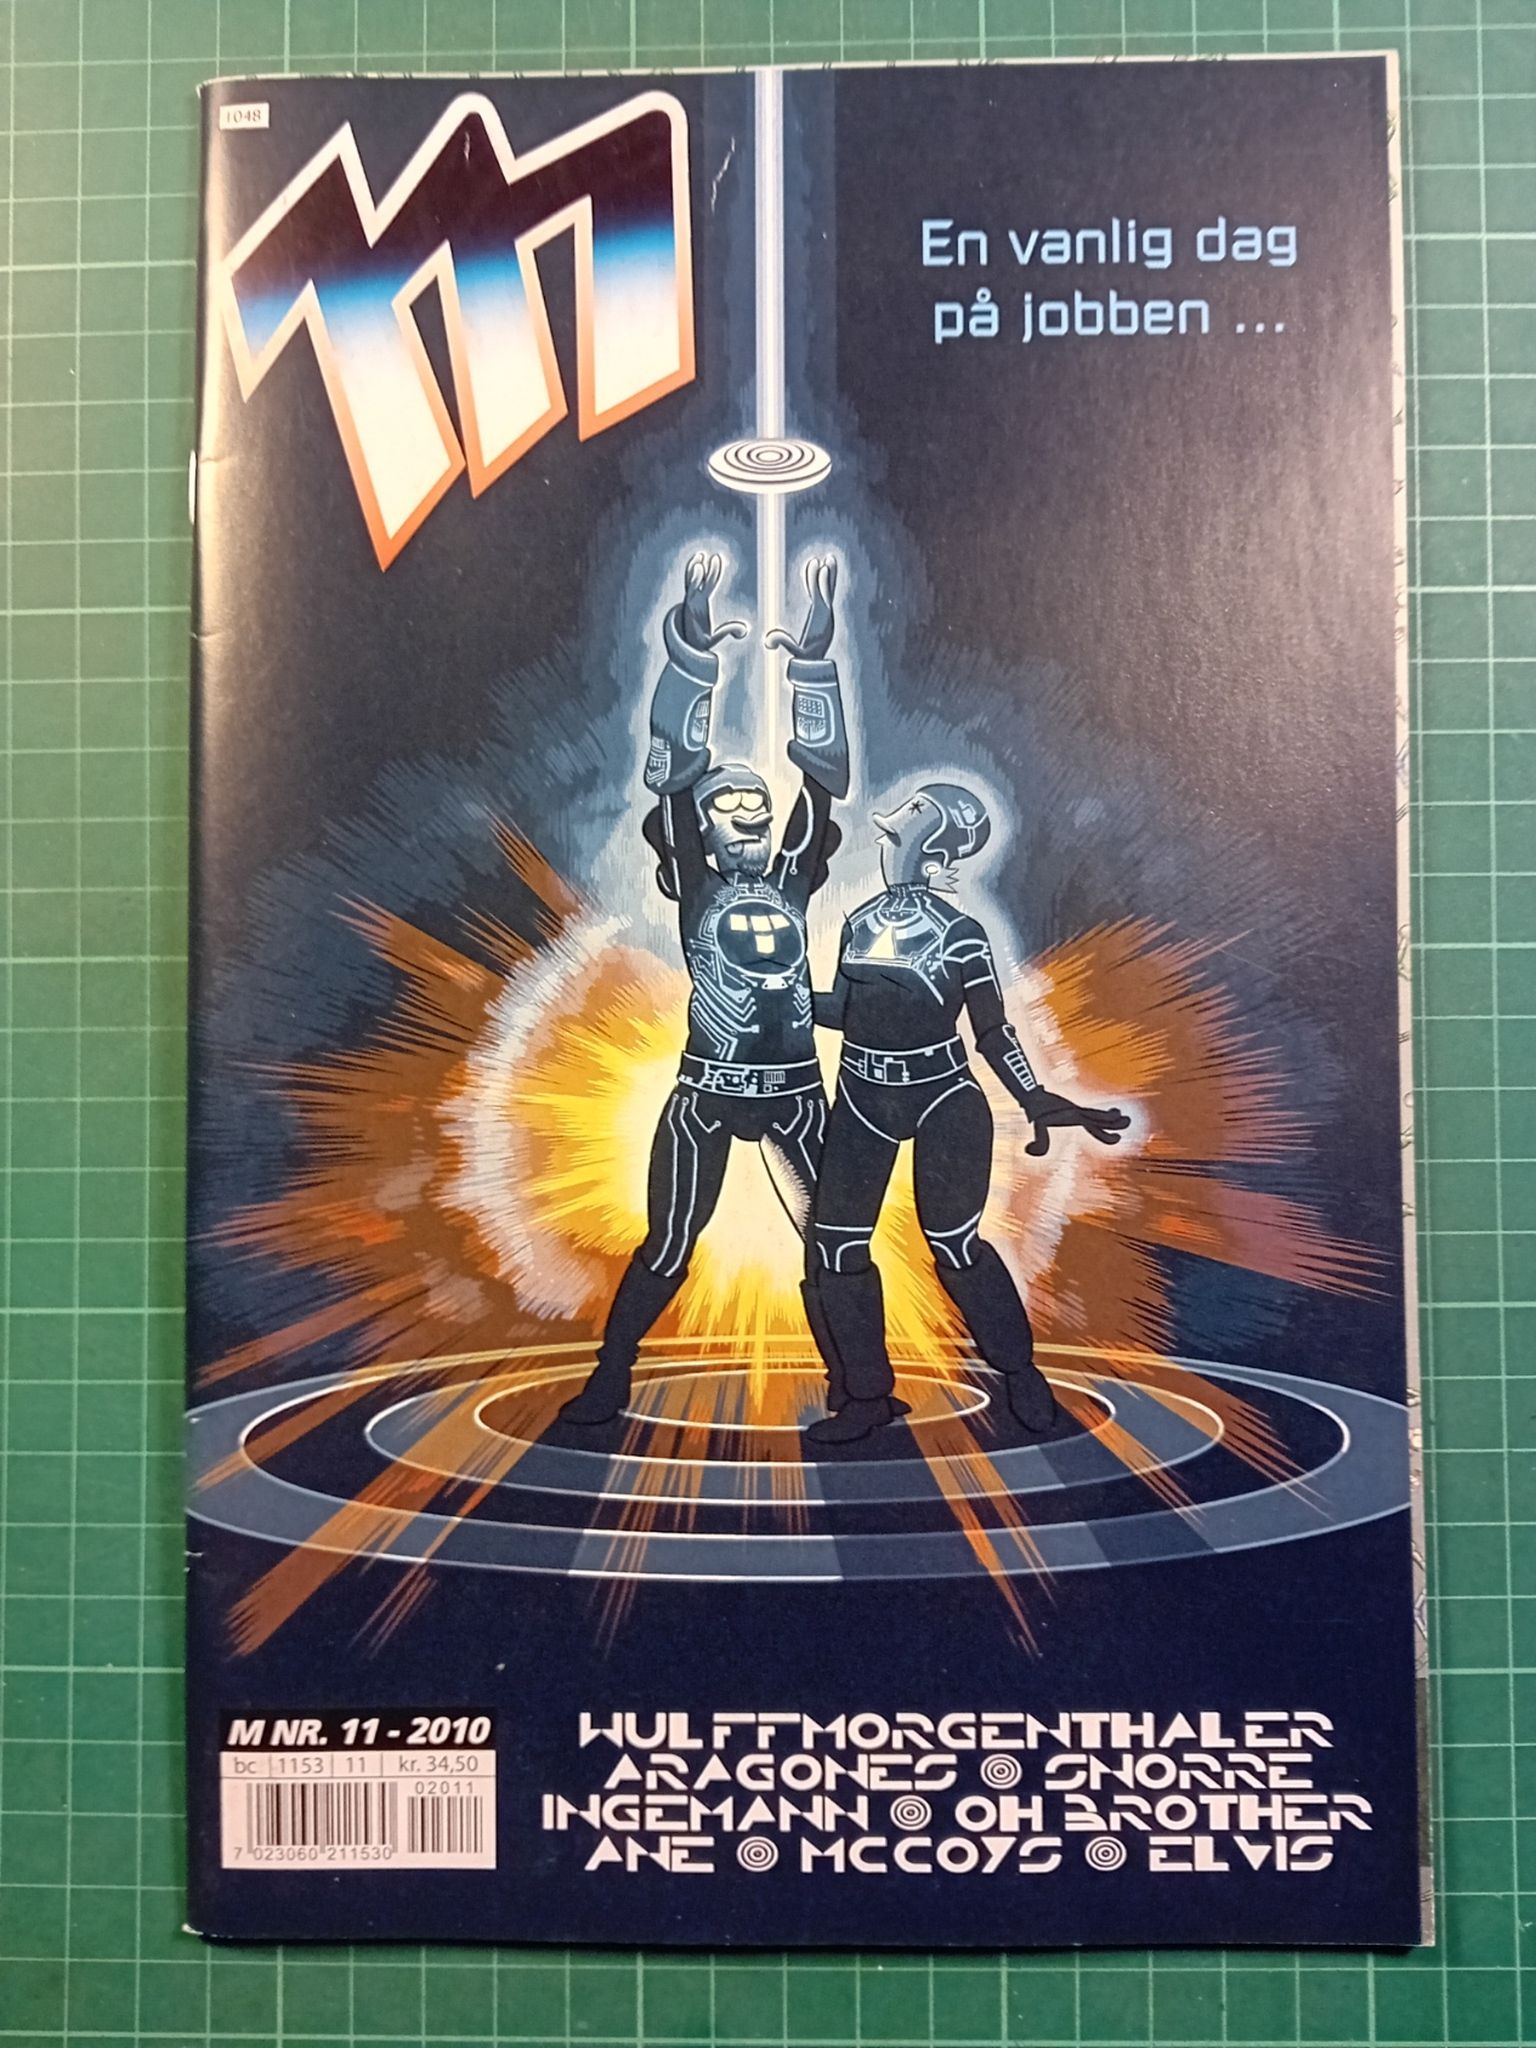 1048
M
En vanlig dag
på jobben ...
M NR. 11 - 2010
bc 1153 11 kr. 34,50
02011
7 023060 211530
WULFFMORGENTHALER
ARAGONES SNORRE
INGEMANN OH BROTHER
ANE MCCOYS ELVIS